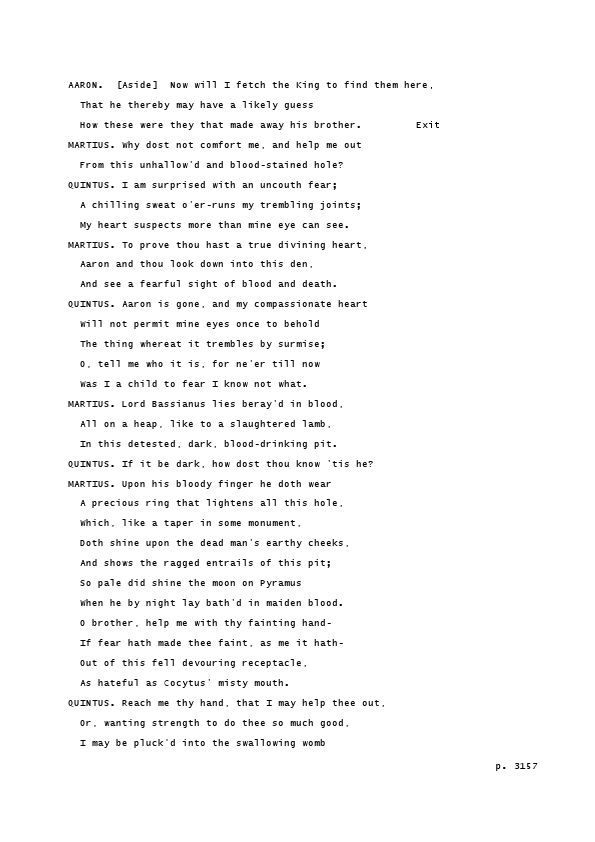 AARON.  [Aside]  Now will I fetch the King to find them here,
That he thereby may have a likely guess
How these were they that made away his brother.         Exit
MARTIUS. Why dost not comfort me, and help me out
From this unhallow'd and blood-stained hole?
QUINTUS. I am surprised with an uncouth fear;
A chilling sweat o'er-runs my trembling joints;
My heart suspects more than mine eye can see.
MARTIUS. To prove thou hast a true divining heart,
Aaron and thou look down into this den,
And see a fearful sight of blood and death.
QUINTUS. Aaron is gone, and my compassionate heart
Will not permit mine eyes once to behold
The thing whereat it trembles by surmise;
O, tell me who it is, for ne'er till now
Was I a child to fear I know not what.
MARTIUS. Lord Bassianus lies beray'd in blood,
All on a heap, like to a slaughtered lamb,
In this detested, dark, blood-drinking pit.
QUINTUS. If it be dark, how dost thou know 'tis he?
MARTIUS. Upon his bloody finger he doth wear
A precious ring that lightens all this hole,
Which, like a taper in some monument,
Doth shine upon the dead man's earthy cheeks,
And shows the ragged entrails of this pit;
So pale did shine the moon on Pyramus
When he by night lay bath'd in maiden blood.
O brother, help me with thy fainting hand-
If fear hath made thee faint, as me it hath-
Out of this fell devouring receptacle,
As hateful as Cocytus' misty mouth.
QUINTUS. Reach me thy hand, that I may help thee out,
Or, wanting strength to do thee so much good,
I may be pluck'd into the swallowing womb
p. 3157